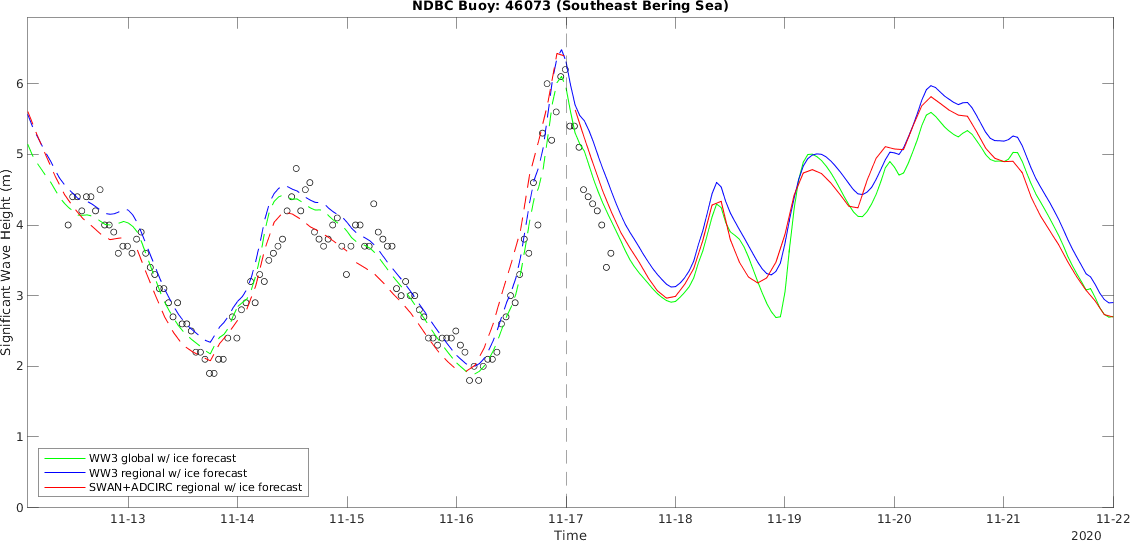 NDBC Buoy: 46073 (Southeast Bering Sea)
Significant Wave Height (m)
6
5
4
3
2
1
0
WW3 global w/ ice forecast
WW3 regional w/ ice forecast
SWAN+ADCIRC regional w/ ice forecast
11-13 11-14 11-15 11-16 11-17 11-18 11-19 11-20 11-21 11-22
Time
2020